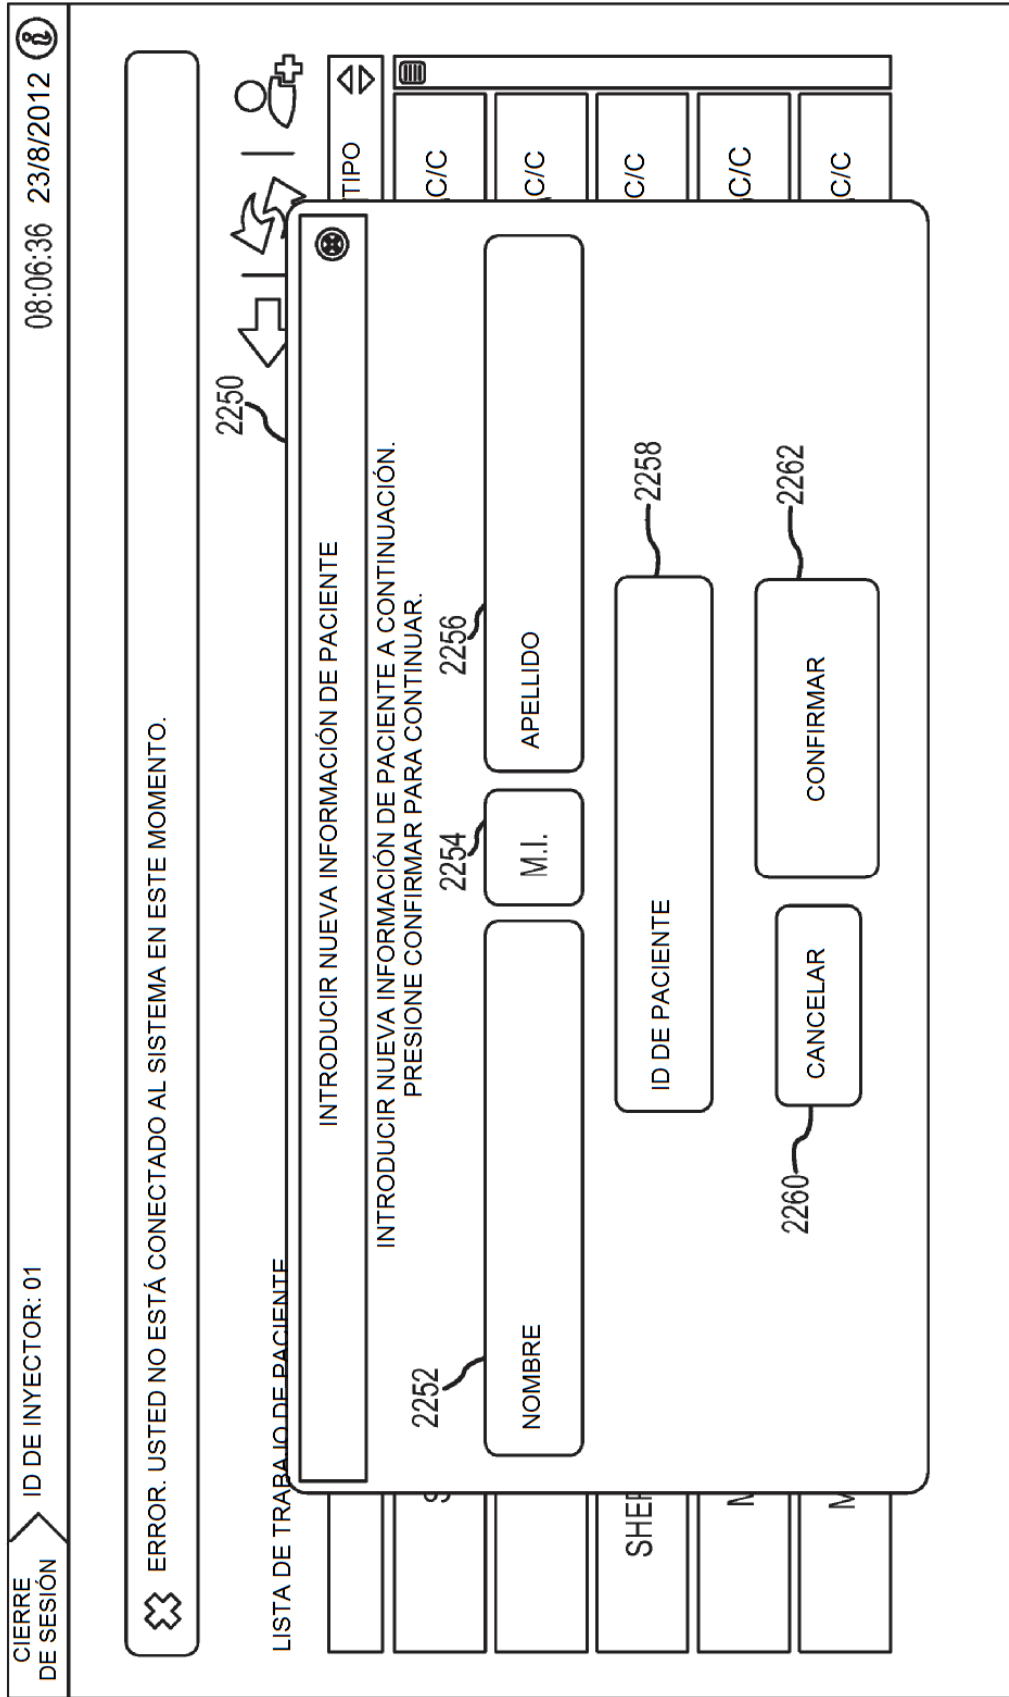 CIERRE
DE SESIÓN
ID DE INYECTOR: 01
08:06:36 23/8/2012
ERROR. USTED NO ESTÁ CONECTADO AL SISTEMA EN ESTE MOMENTO.
LISTA DE TRABAJO DE PACIENTE
2250
TIPO
INTRODUCIR NUEVA INFORMACIÓN DE PACIENTE
INTRODUCIR NUEVA INFORMACIÓN DE PACIENTE A CONTINUACIÓN.
PRESIONE CONFIRMAR PARA CONTINUAR.
C/C
2252
2254
2256
NOMBRE
M.I.
APELLIDO
C/C
SHER
C/C
ID DE PACIENTE
2258
C/C
2260
CANCELAR
CONFIRMAR
2262
C/C